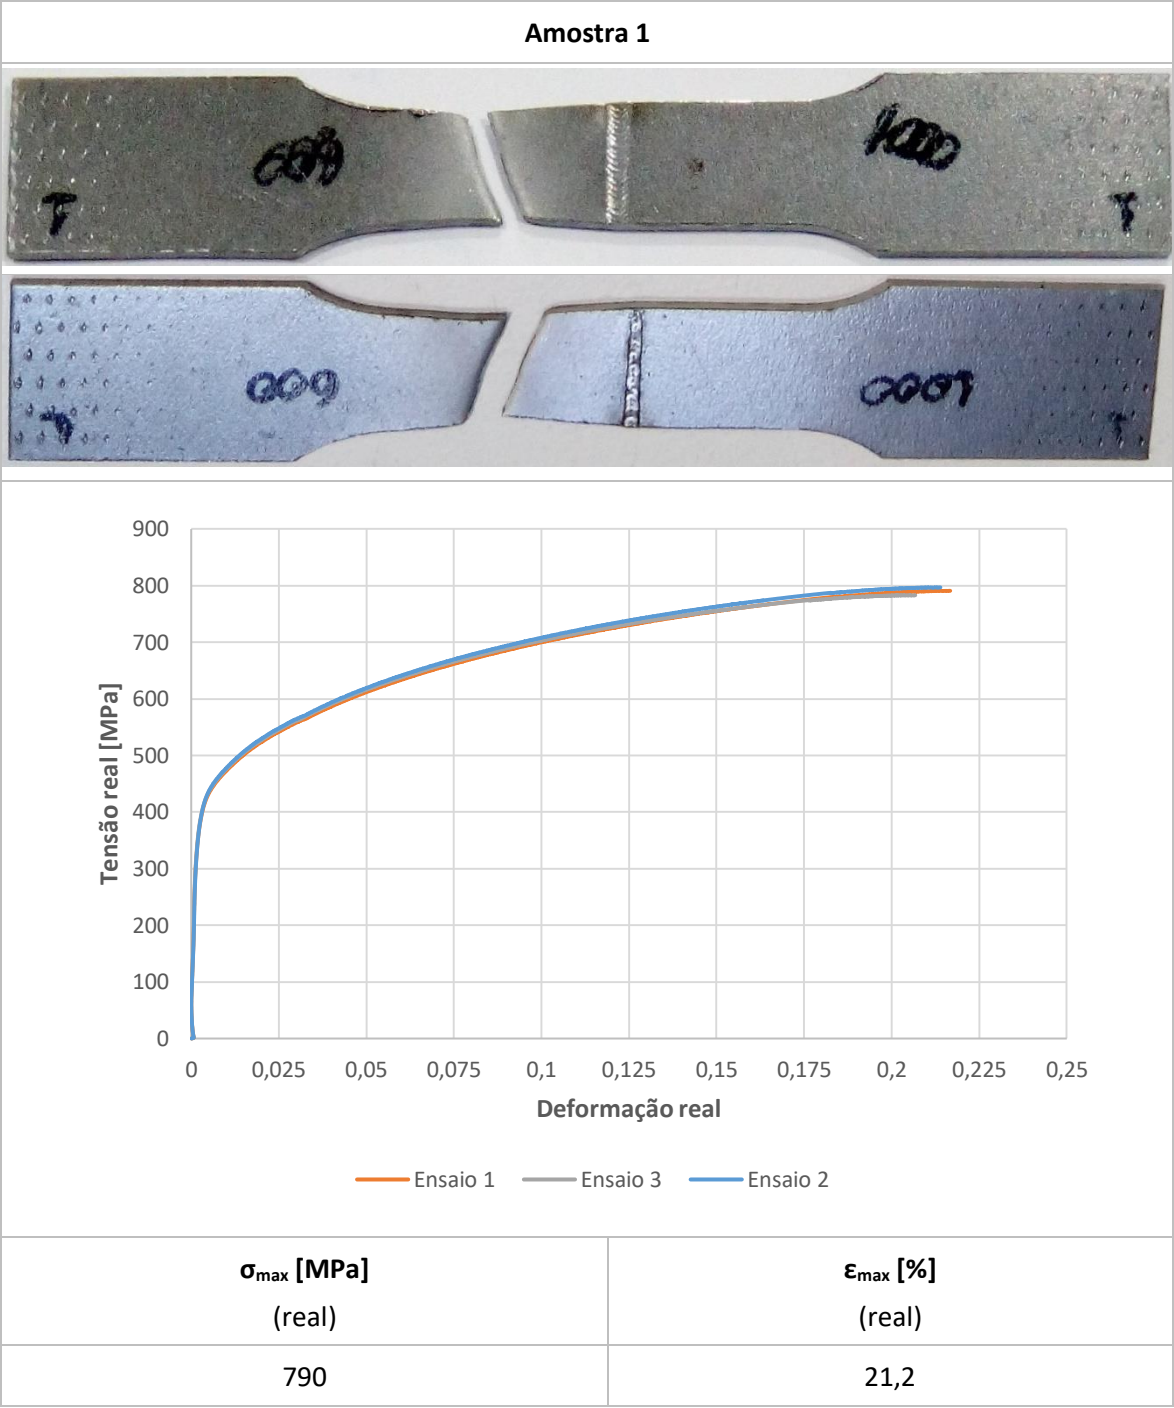 Amostra 1
T
T
009
T
900
800
700
600
500
400
300
200
100
0
Tensão real [MPa]
0 0,025 0,05 0,075 0,1 0,125 0,15 0,175 0,2 0,225 0,25
Deformação real
Ensaio 1 Ensaio 3 Ensaio 2
σmax [MPa] εmax [%]
(real) (real)
790 21,2